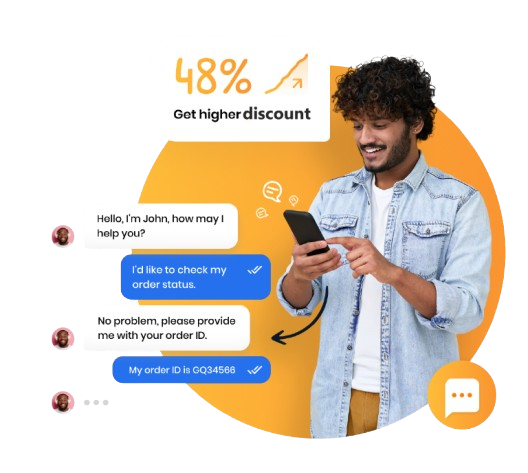 48%
Get higher discount
Hello, I'm John, how may I
help you?
I'd like to check my
order status.
No problem, please provide
me with your order ID.
My order ID is GQ34566